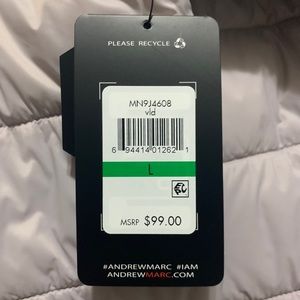 PLEASE RECYCLE
MN9J4608
vld
6 94414 01262 1
L
MSRP $99.00
#ANDREWMARC #IAM
ANDREWMARC.COM